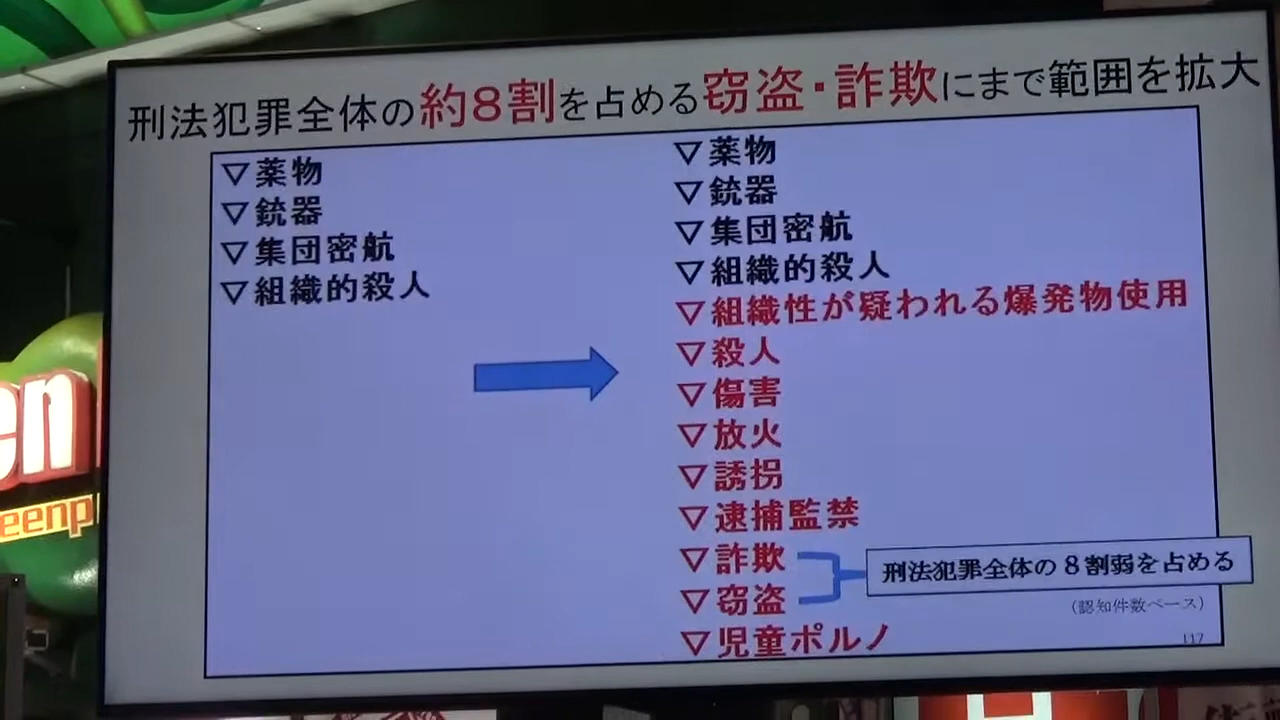 刑法犯罪全体の約8割を占める窃盗・詐欺にまで範囲を拡大
▽薬物
▽銃器
▽集団密航
▽組織的殺人
▽薬物
▽銃器
▽集団密航
▽組織的殺人
▽組織性が疑われる爆発物使用
▽殺人
▽傷害
▽放火
▽誘拐
▽逮捕監禁
▽詐欺
▽窃盗
▽児童ポルノ
刑法犯罪全体の8割弱を占める
(認知件数ベース)
117
en
eenp